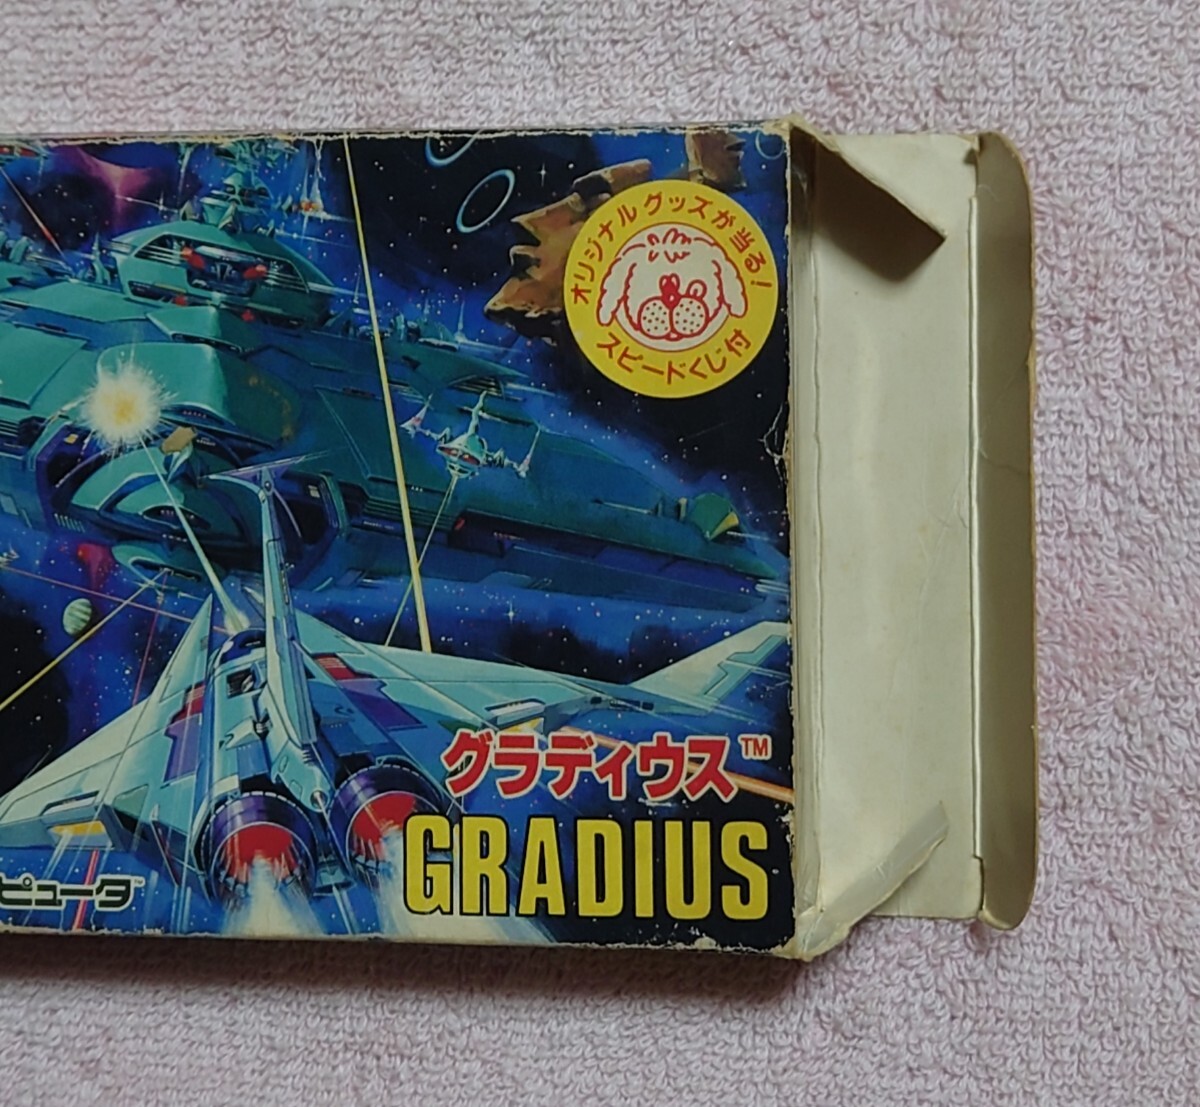 オリジナルグッズが当る!
スピードくじ付
グラディウス™
GRADIUS
ピュータ